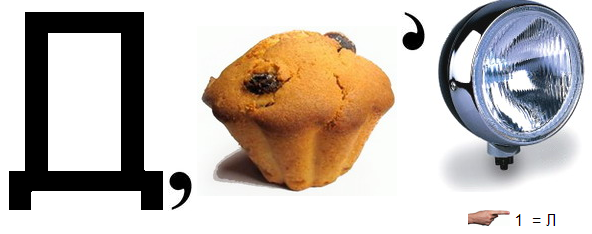 Д, ,
1 = Л